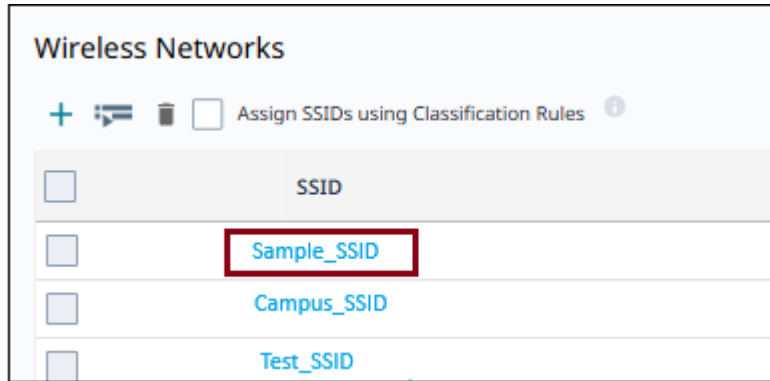 Wireless Networks
Assign SSIDs using Classification Rules
SSID
Sample_SSID
Campus_SSID
Test_SSID